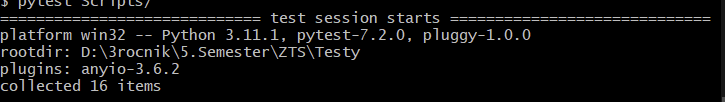 $ pytest Scripts/
============================ test session starts =============================
platform win32 -- Python 3.11.1, pytest-7.2.0, pluggy-1.0.0
rootdir: D:\3rocnik\5.Semester\ZTS\Testy
plugins: anyio-3.6.2
collected 16 items